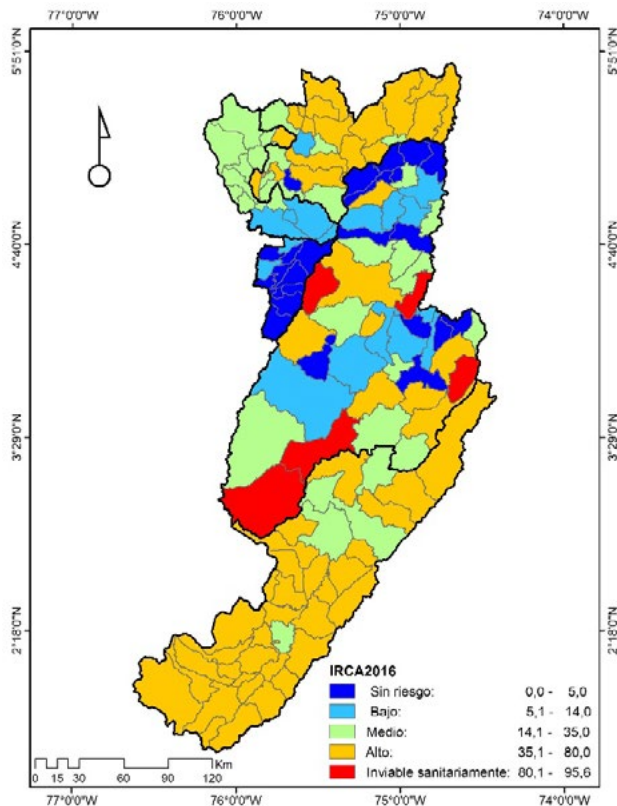 77°0'0"W 76°0'0"W 75°0'0"W 74°0'0"W
5°51'0"N 5°51'0"N
4°40'0"N 4°40'0"N
3°29'0"N 3°29'0"N
2°18'0"N 2°18'0"N
IRCA2016
Sin riesgo: 0,0 - 5,0
Bajo: 5,1 - 14,0
Medio: 14,1 - 35,0
Alto: 35,1 - 80,0
Inviable sanitariamente: 80,1 - 95,6
Km
0 15 30 60 90 120
77°0'0"W 76°0'0"W 75°0'0"W 74°0'0"W